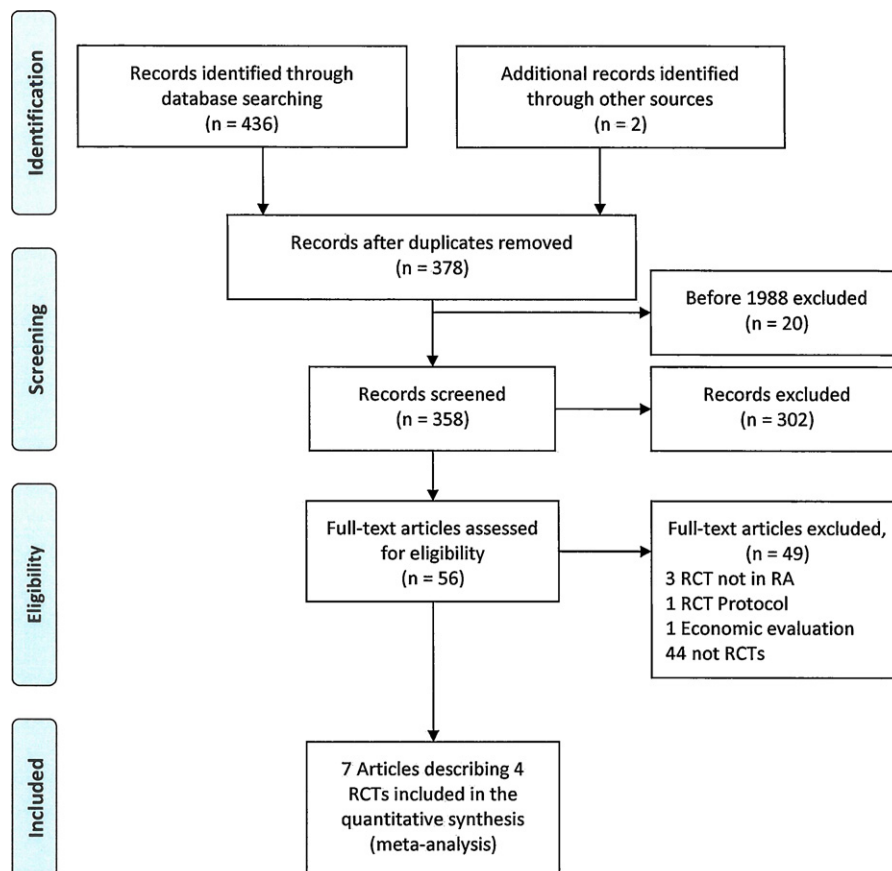 Identification
Records identified through
database searching
(n = 436)
Additional records identified
through other sources
(n = 2)
Records after duplicates removed
(n = 378)
Screening
Before 1988 excluded
(n = 20)
Records screened
(n = 358)
Records excluded
(n = 302)
Eligibility
Full-text articles assessed
for eligibility
(n = 56)
Full-text articles excluded,
(n = 49)
3 RCT not in RA
1 RCT Protocol
1 Economic evaluation
44 not RCTs
Included
7 Articles describing 4
RCTs included in the
quantitative synthesis
(meta-analysis)